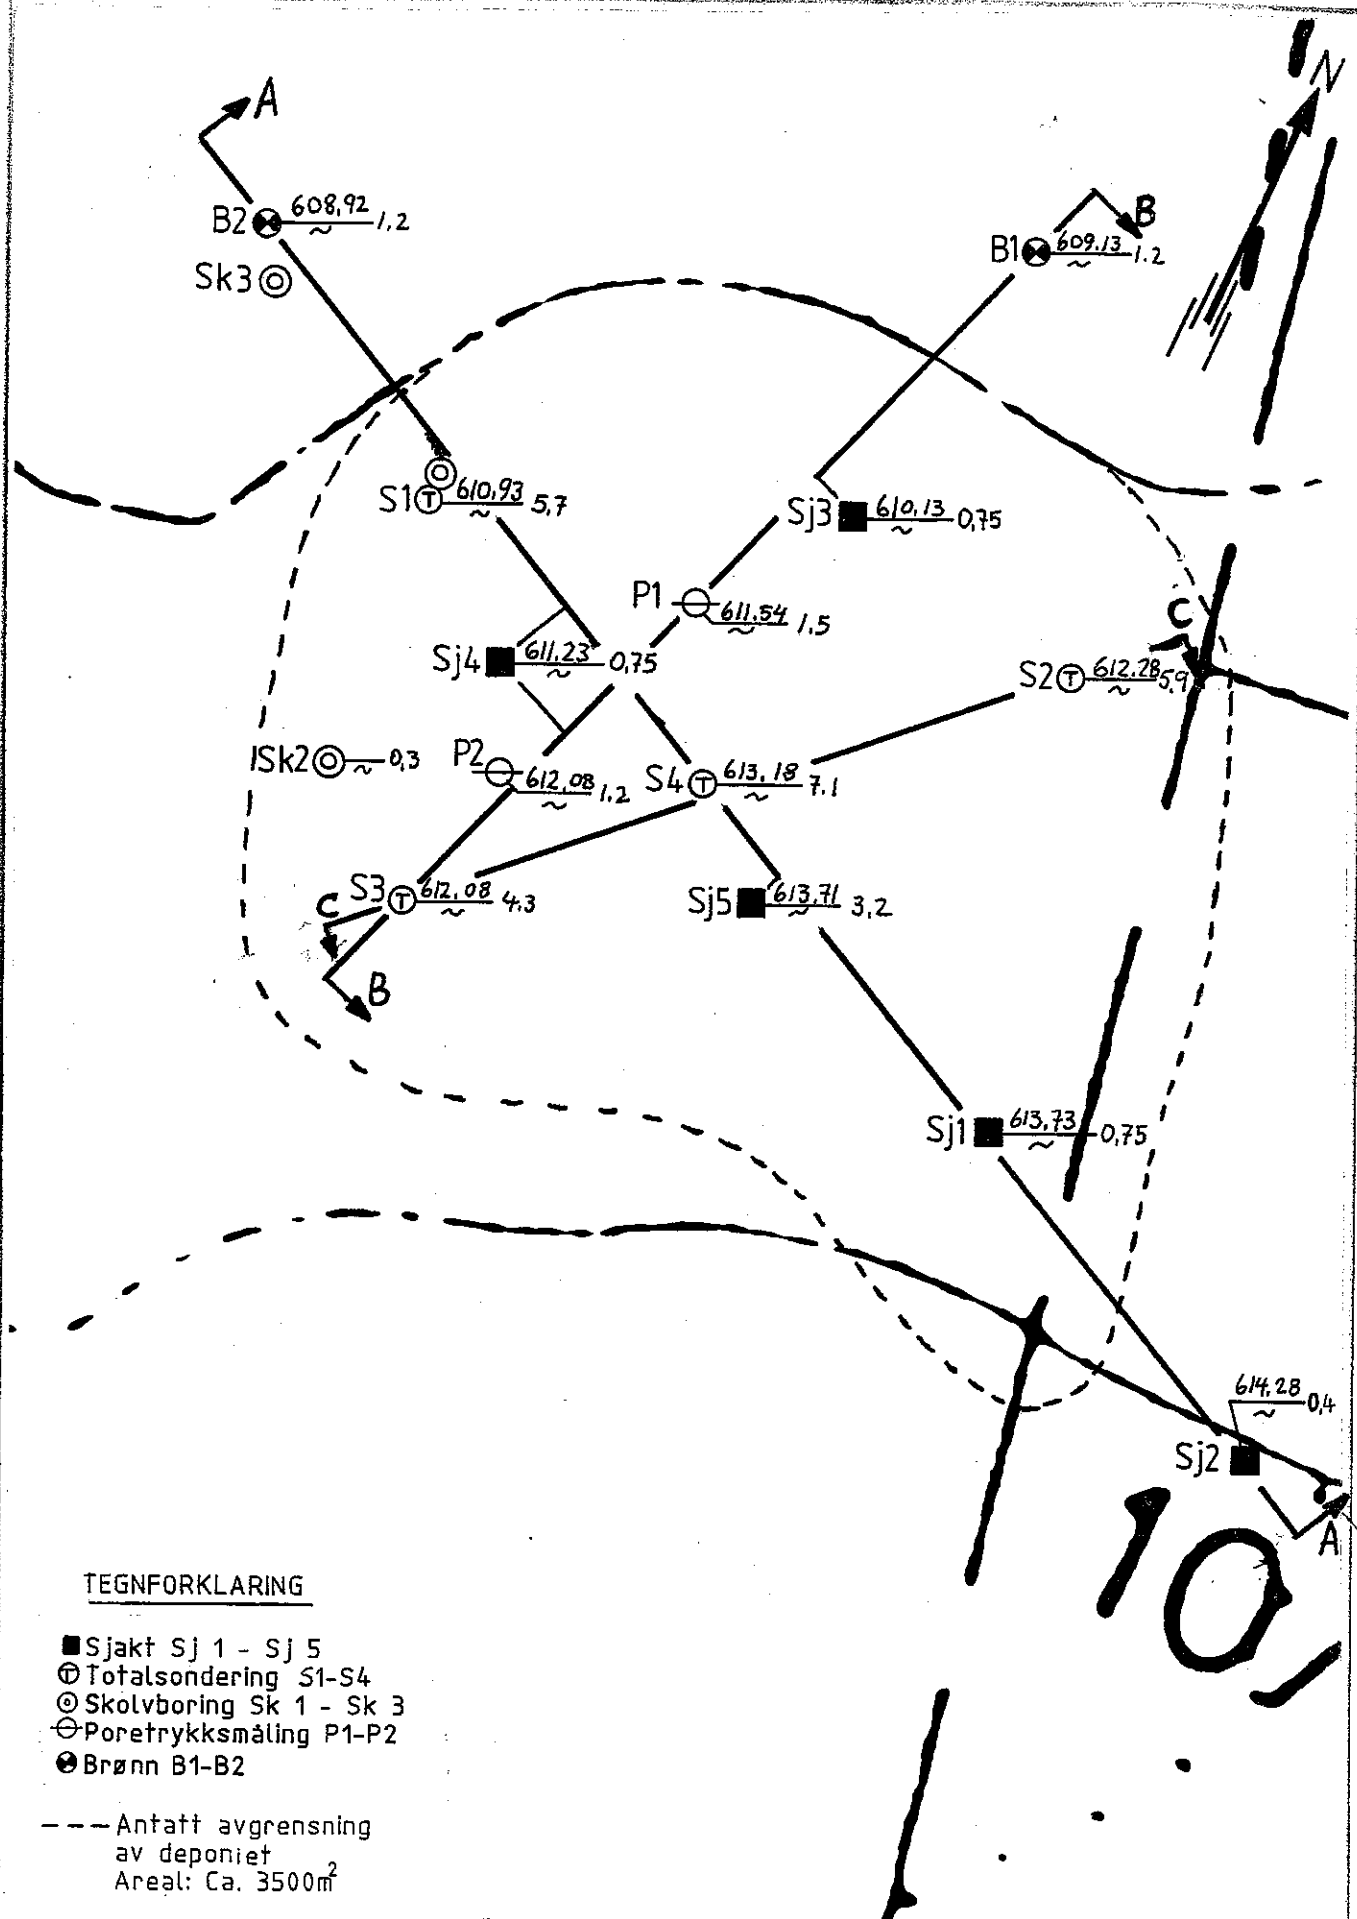 A
N
B2 608,92 ~ 1,2
B
B1 609.13 ~ 1.2
Sk3
S1 610,93 ~ 5,7
Sj3 610,13 ~ 0,75
P1 611.54 ~ 1.5
C
Sj4 611.23 ~ 0,75
S2 612.28 ~ 5,9
Sk2 ~ 0,3
P2 612,08 ~ 1.2
S4 613,18 ~ 7.1
S3 612,08 ~ 4.3
C
Sj5 613,71 ~ 3,2
B
Sj1 613,73 ~ 0,75
614,28 ~ 0,4
Sj2
A
10
TEGNFORKLARING
Sjakt Sj 1 - Sj 5
Totalsondering S1-S4
Skolvboring Sk 1 - Sk 3
Poretrykksmåling P1-P2
Brønn B1-B2
--- Antatt avgrensning
av deponiet
Areal: Ca. 3500m²